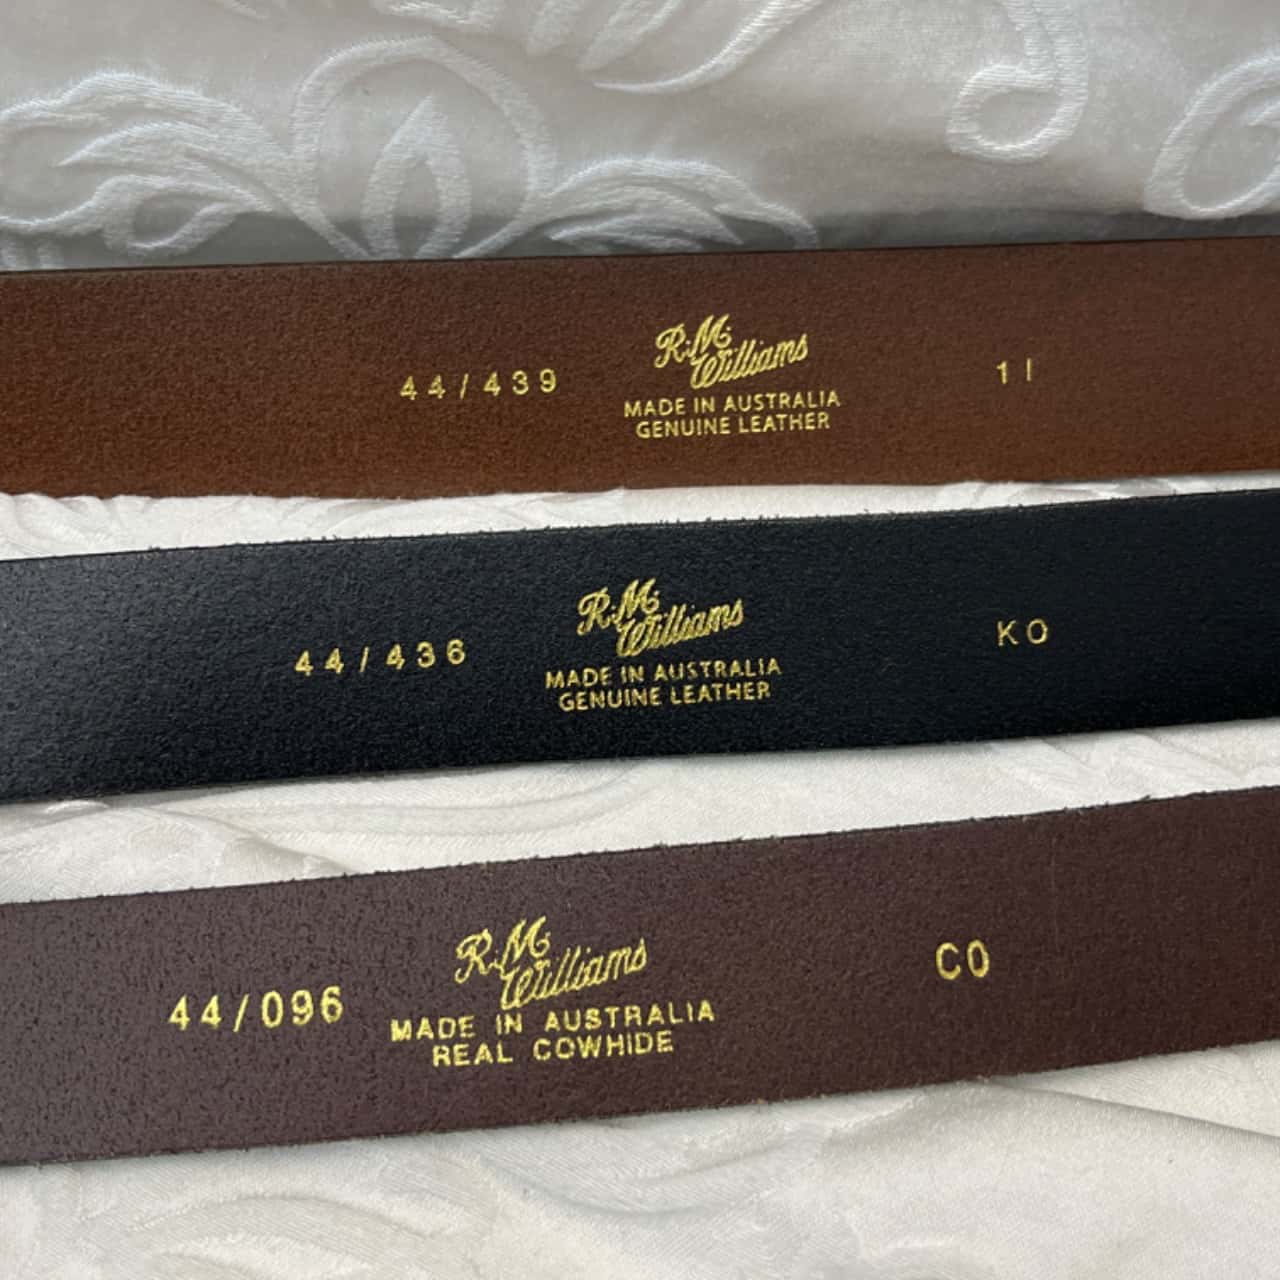 44/439
R.M.
Williams
MADE IN AUSTRALIA
GENUINE LEATHER
1 I
44/436
R.M.
Williams
MADE IN AUSTRALIA
GENUINE LEATHER
KO
44/096
R.M.
Williams
MADE IN AUSTRALIA
REAL COWHIDE
CO